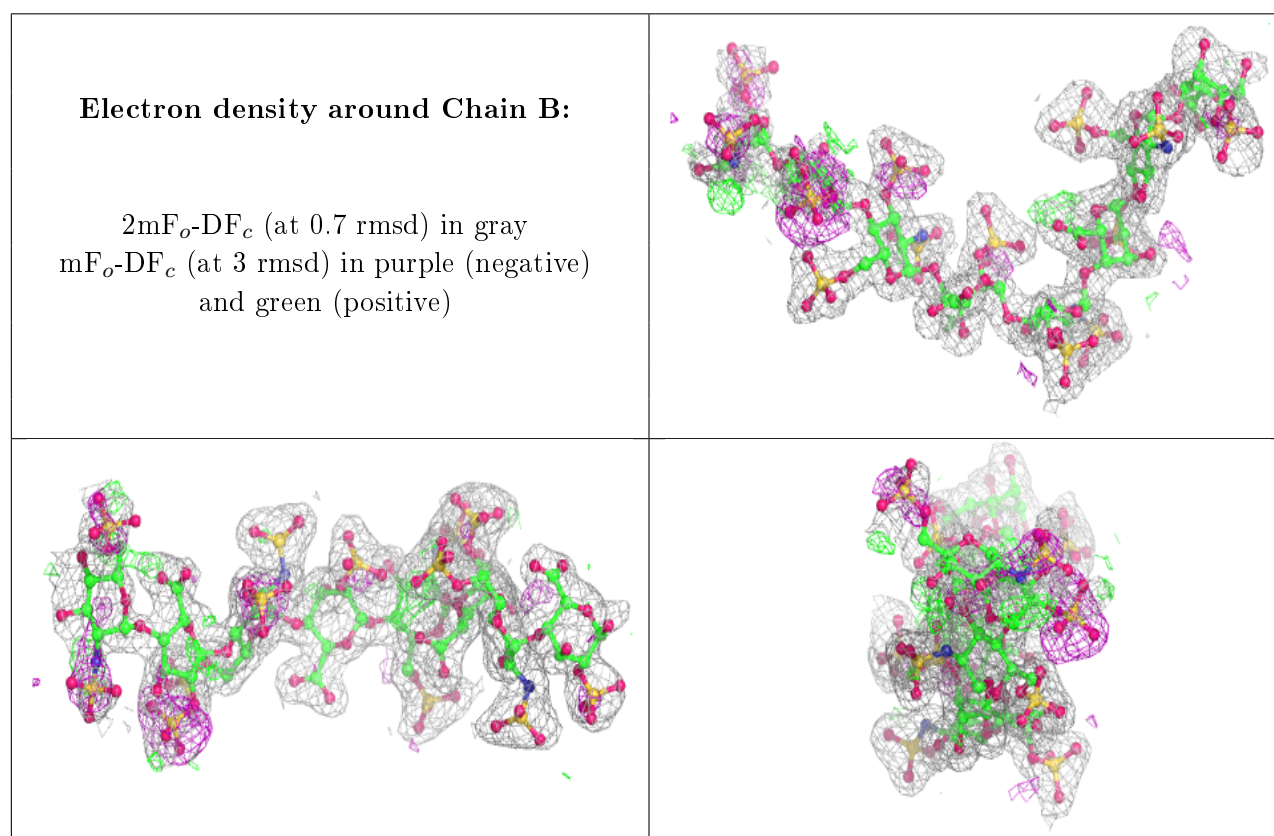 Electron density around Chain B:
2mFo-DFc (at 0.7 rmsd) in gray
mFo-DFc (at 3 rmsd) in purple (negative)
and green (positive)